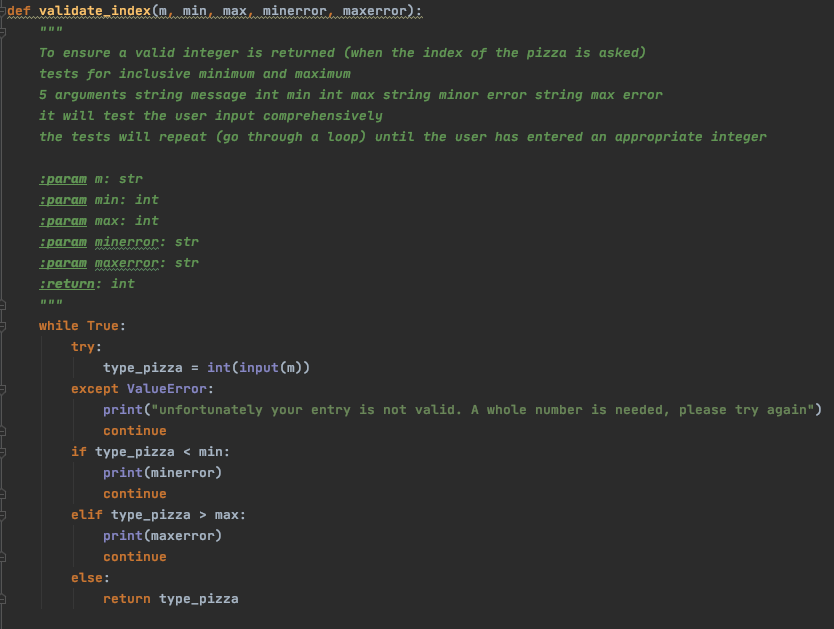 def validate_index(m, min, max, minerror, maxerror):
    """
    To ensure a valid integer is returned (when the index of the pizza is asked)
    tests for inclusive minimum and maximum
    5 arguments string message int min int max string minor error string max error
    it will test the user input comprehensively
    the tests will repeat (go through a loop) until the user has entered an appropriate integer

    :param m: str
    :param min: int
    :param max: int
    :param minerror: str
    :param maxerror: str
    :return: int
    """
    while True:
        try:
            type_pizza = int(input(m))
        except ValueError:
            print("unfortunately your entry is not valid. A whole number is needed, please try again")
            continue
        if type_pizza < min:
            print(minerror)
            continue
        elif type_pizza > max:
            print(maxerror)
            continue
        else:
            return type_pizza